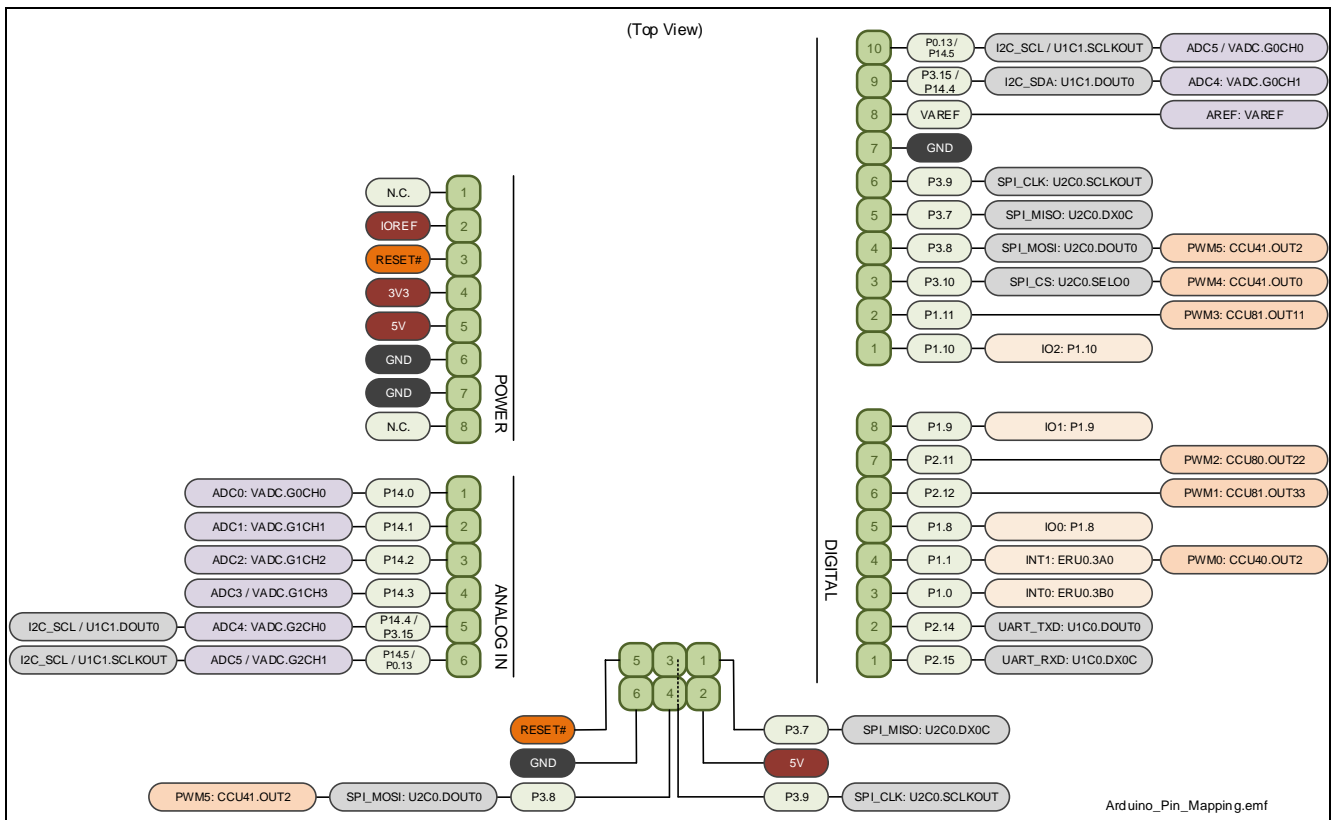 (Top View)
N.C. 1
IOREF 2
RESET# 3
3V3 4
5V 5
GND 6
GND 7
N.C. 8
POWER
ADC0: VADC.G0CH0 P14.0 1
ADC1: VADC.G1CH1 P14.1 2
ADC2: VADC.G1CH2 P14.2 3
ADC3 / VADC.G1CH3 P14.3 4
I2C_SCL / U1C1.DOUT0 ADC4: VADC.G2CH0 P14.4 / P3.15 5
I2C_SCL / U1C1.SCLKOUT ADC5 / VADC.G2CH1 P14.5 / P0.13 6
ANALOG IN
10 P0.13 / P14.5 I2C_SCL / U1C1.SCLKOUT ADC5 / VADC.G0CH0
9 P3.15 / P14.4 I2C_SDA: U1C1.DOUT0 ADC4: VADC.G0CH1
8 VAREF AREF: VAREF
7 GND
6 P3.9 SPI_CLK: U2C0.SCLKOUT
5 P3.7 SPI_MISO: U2C0.DX0C
4 P3.8 SPI_MOSI: U2C0.DOUT0 PWM5: CCU41.OUT2
3 P3.10 SPI_CS: U2C0.SELO0 PWM4: CCU41.OUT0
2 P1.11 PWM3: CCU81.OUT11
1 P1.10 IO2: P1.10
8 P1.9 IO1: P1.9
7 P2.11 PWM2: CCU80.OUT22
6 P2.12 PWM1: CCU81.OUT33
5 P1.8 IO0: P1.8
4 P1.1 INT1: ERU0.3A0 PWM0: CCU40.OUT2
3 P1.0 INT0: ERU0.3B0
2 P2.14 UART_TXD: U1C0.DOUT0
1 P2.15 UART_RXD: U1C0.DX0C
DIGITAL
5 3 1
6 4 2
RESET# P3.7 SPI_MISO: U2C0.DX0C
GND 5V
PWM5: CCU41.OUT2 SPI_MOSI: U2C0.DOUT0 P3.8 P3.9 SPI_CLK: U2C0.SCLKOUT
Arduino_Pin_Mapping.emf